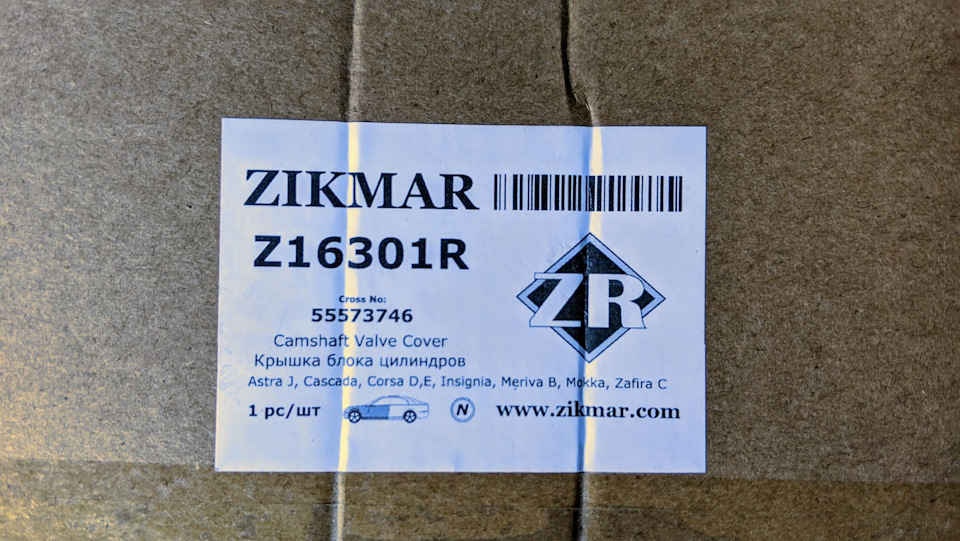 ZIKMAR
Z16301R
ZR
Cross No:
55573746
Camshaft Valve Cover
Крышка блока цилиндров
Astra J, Cascada, Corsa D,E, Insignia, Meriva B, Mokka, Zafira C
1 pc/шт N www.zikmar.com